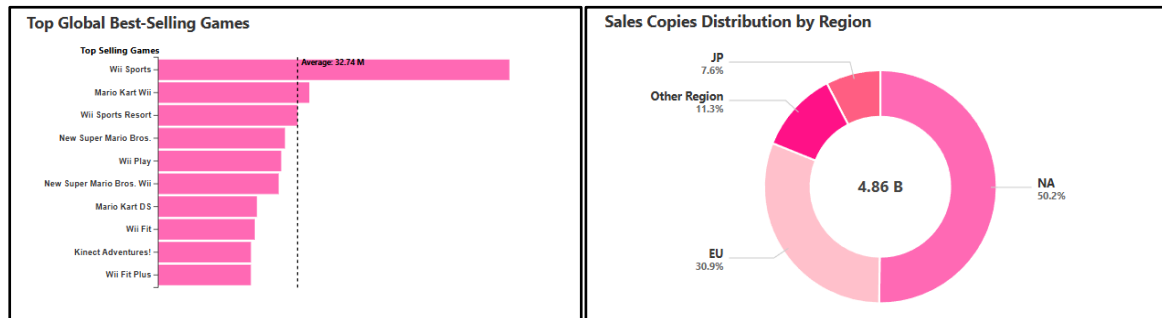 Top Global Best-Selling Games
Top Selling Games
Average: 32.74 M
Wii Sports
Mario Kart Wii
Wii Sports Resort
New Super Mario Bros.
Wii Play
New Super Mario Bros. Wii
Mario Kart DS
Wii Fit
Kinect Adventures!
Wii Fit Plus
Sales Copies Distribution by Region
JP
7.6%
Other Region
11.3%
4.86 B
NA
50.2%
EU
30.9%